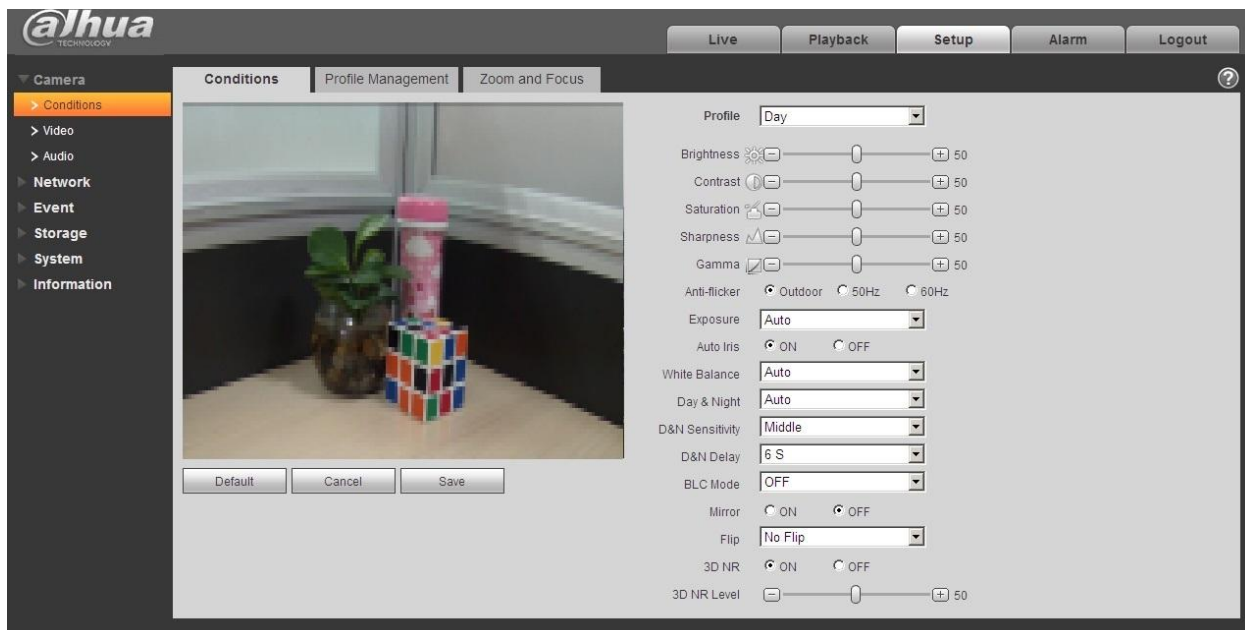 alhua
TECHNOLOGY
Live Playback Setup Alarm Logout
Camera
> Conditions
> Video
> Audio
Network
Event
Storage
System
Information
Conditions Profile Management Zoom and Focus ?
Default Cancel Save
Profile Day
Brightness - + 50
Contrast - + 50
Saturation - + 50
Sharpness - + 50
Gamma - + 50
Anti-flicker Outdoor 50Hz 60Hz
Exposure Auto
Auto Iris ON OFF
White Balance Auto
Day & Night Auto
D&N Sensitivity Middle
D&N Delay 6 S
BLC Mode OFF
Mirror ON OFF
Flip No Flip
3D NR ON OFF
3D NR Level - + 50